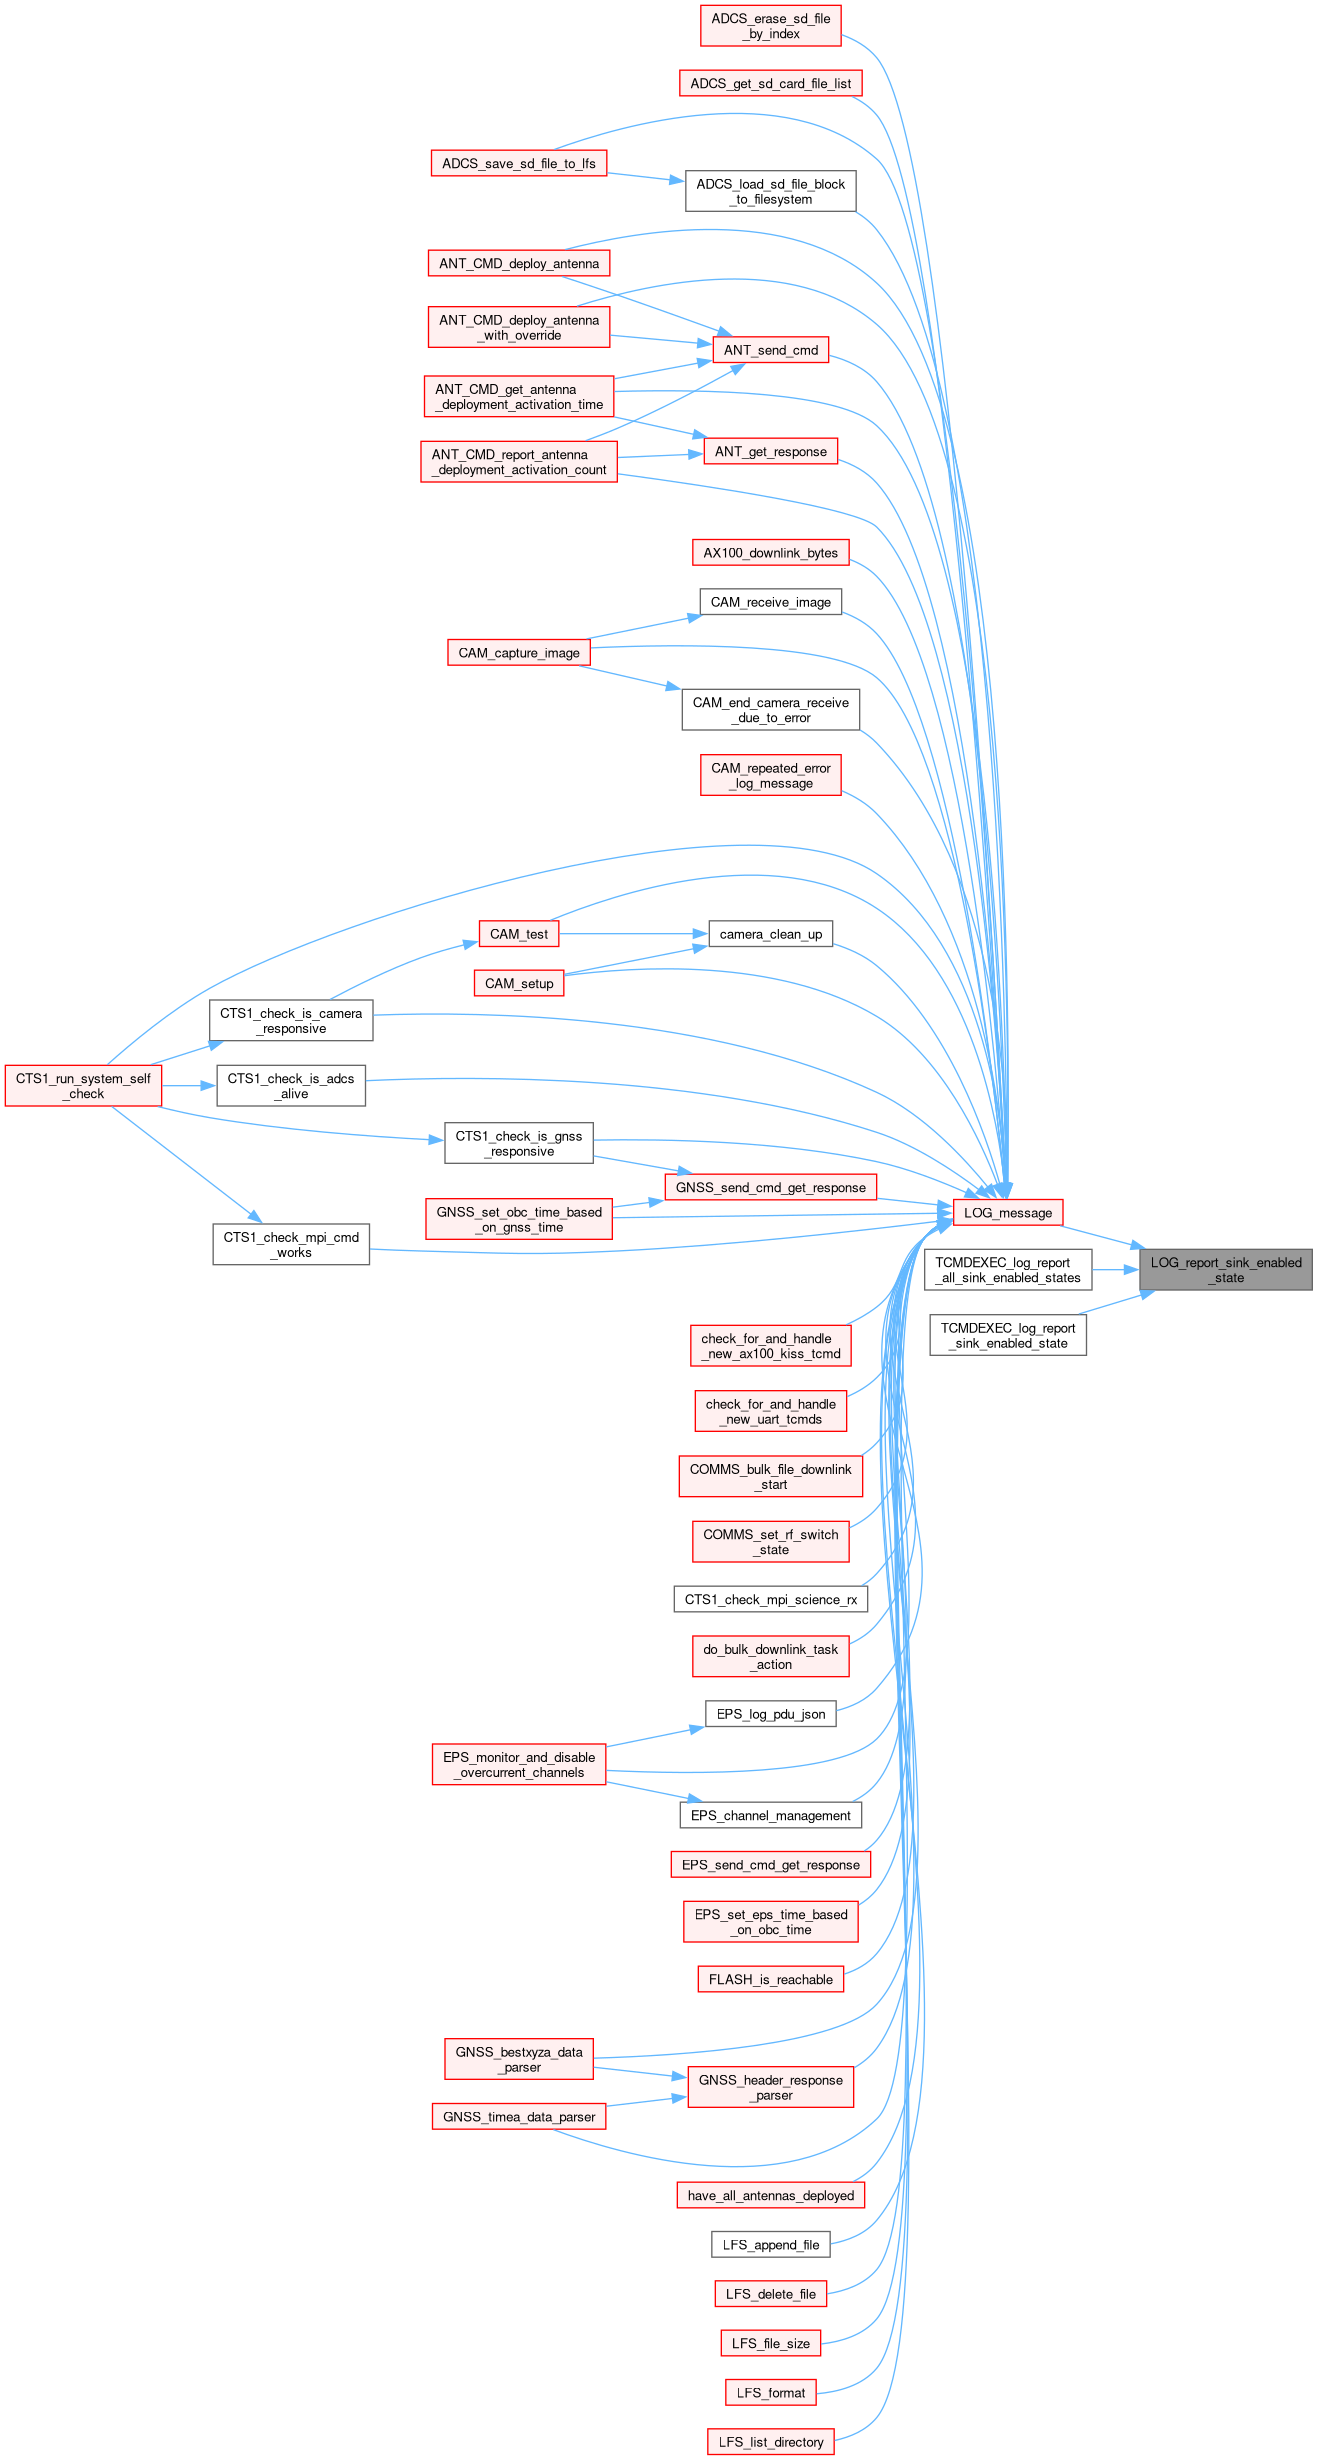 ADCS_erase_sd_file
_by_index
ADCS_get_sd_card_file_list
ADCS_save_sd_file_to_lfs
ADCS_load_sd_file_block
_to_filesystem
ANT_CMD_deploy_antenna
ANT_CMD_deploy_antenna
_with_override
ANT_send_cmd
ANT_CMD_get_antenna
_deployment_activation_time
ANT_CMD_report_antenna
_deployment_activation_count
ANT_get_response
AX100_downlink_bytes
CAM_receive_image
CAM_capture_image
CAM_end_camera_receive
_due_to_error
CAM_repeated_error
_log_message
CAM_test
camera_clean_up
CAM_setup
CTS1_check_is_camera
_responsive
CTS1_run_system_self
_check
CTS1_check_is_adcs
_alive
CTS1_check_is_gnss
_responsive
GNSS_send_cmd_get_response
GNSS_set_obc_time_based
_on_gnss_time
LOG_message
CTS1_check_mpi_cmd
_works
TCMDEXEC_log_report
_all_sink_enabled_states
LOG_report_sink_enabled
_state
TCMDEXEC_log_report
_sink_enabled_state
check_for_and_handle
_new_ax100_kiss_tcmd
check_for_and_handle
_new_uart_tcmds
COMMS_bulk_file_downlink
_start
COMMS_set_rf_switch
_state
CTS1_check_mpi_science_rx
do_bulk_downlink_task
_action
EPS_log_pdu_json
EPS_monitor_and_disable
_overcurrent_channels
EPS_channel_management
EPS_send_cmd_get_response
EPS_set_eps_time_based
_on_obc_time
FLASH_is_reachable
GNSS_bestxyza_data
_parser
GNSS_header_response
_parser
GNSS_timea_data_parser
have_all_antennas_deployed
LFS_append_file
LFS_delete_file
LFS_file_size
LFS_format
LFS_list_directory